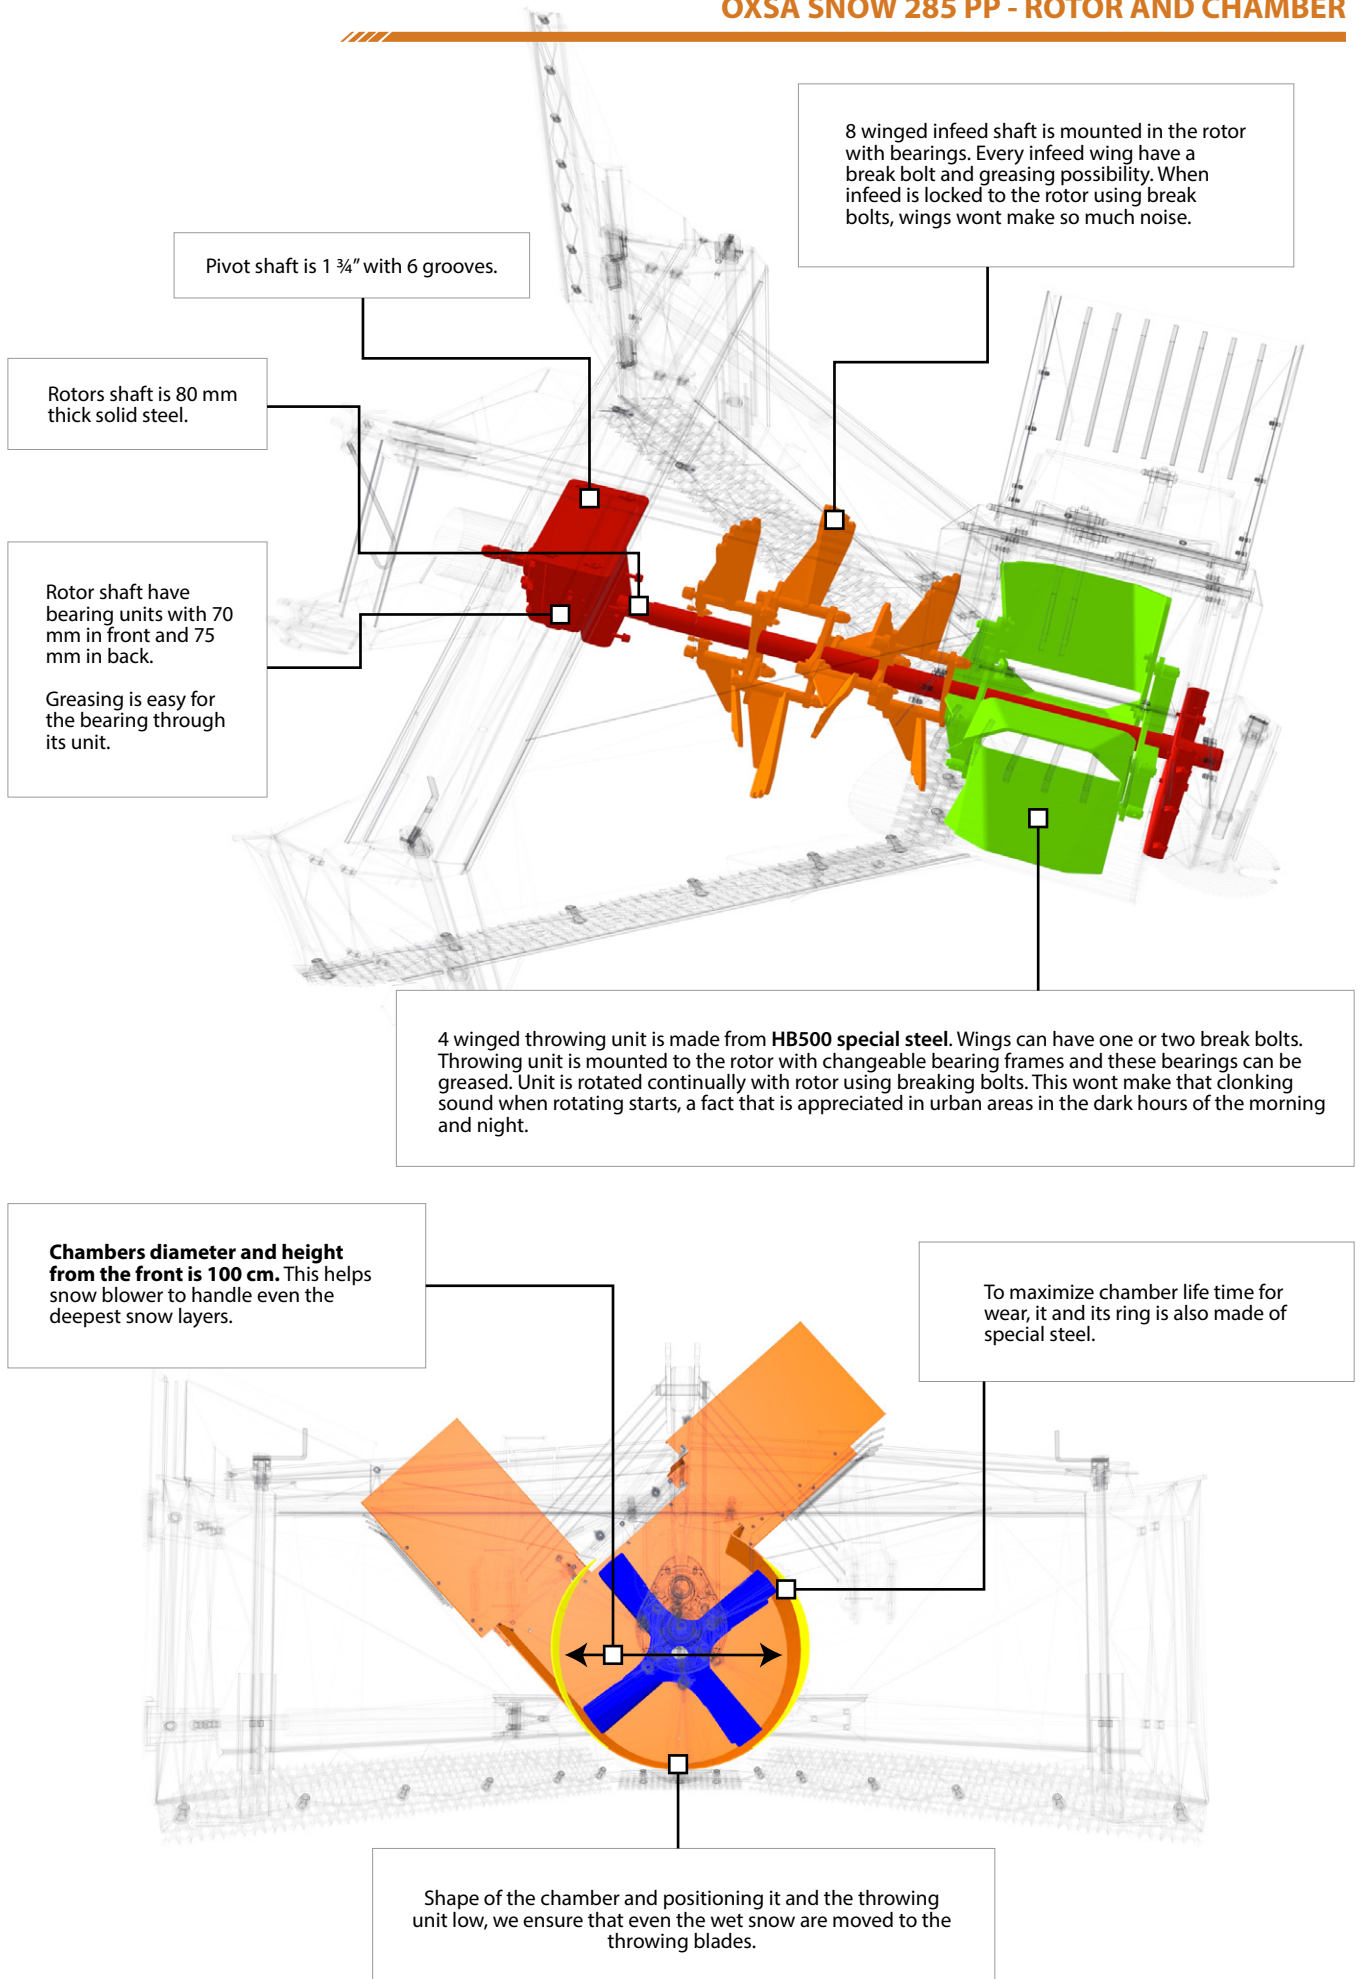 OXSA SNOW 285 PP - ROTOR AND CHAMBER
8 winged infeed shaft is mounted in the rotor
with bearings. Every infeed wing have a
break bolt and greasing possibility. When
infeed is locked to the rotor using break
bolts, wings wont make so much noise.
Pivot shaft is 1 ¾” with 6 grooves.
Rotors shaft is 80 mm
thick solid steel.
Rotor shaft have
bearing units with 70
mm in front and 75
mm in back.
Greasing is easy for
the bearing through
its unit.
4 winged throwing unit is made from HB500 special steel. Wings can have one or two break bolts.
Throwing unit is mounted to the rotor with changeable bearing frames and these bearings can be
greased. Unit is rotated continually with rotor using breaking bolts. This wont make that clonking
sound when rotating starts, a fact that is appreciated in urban areas in the dark hours of the morning
and night.
Chambers diameter and height
from the front is 100 cm. This helps
snow blower to handle even the
deepest snow layers.
To maximize chamber life time for
wear, it and its ring is also made of
special steel.
Shape of the chamber and positioning it and the throwing
unit low, we ensure that even the wet snow are moved to the
throwing blades.